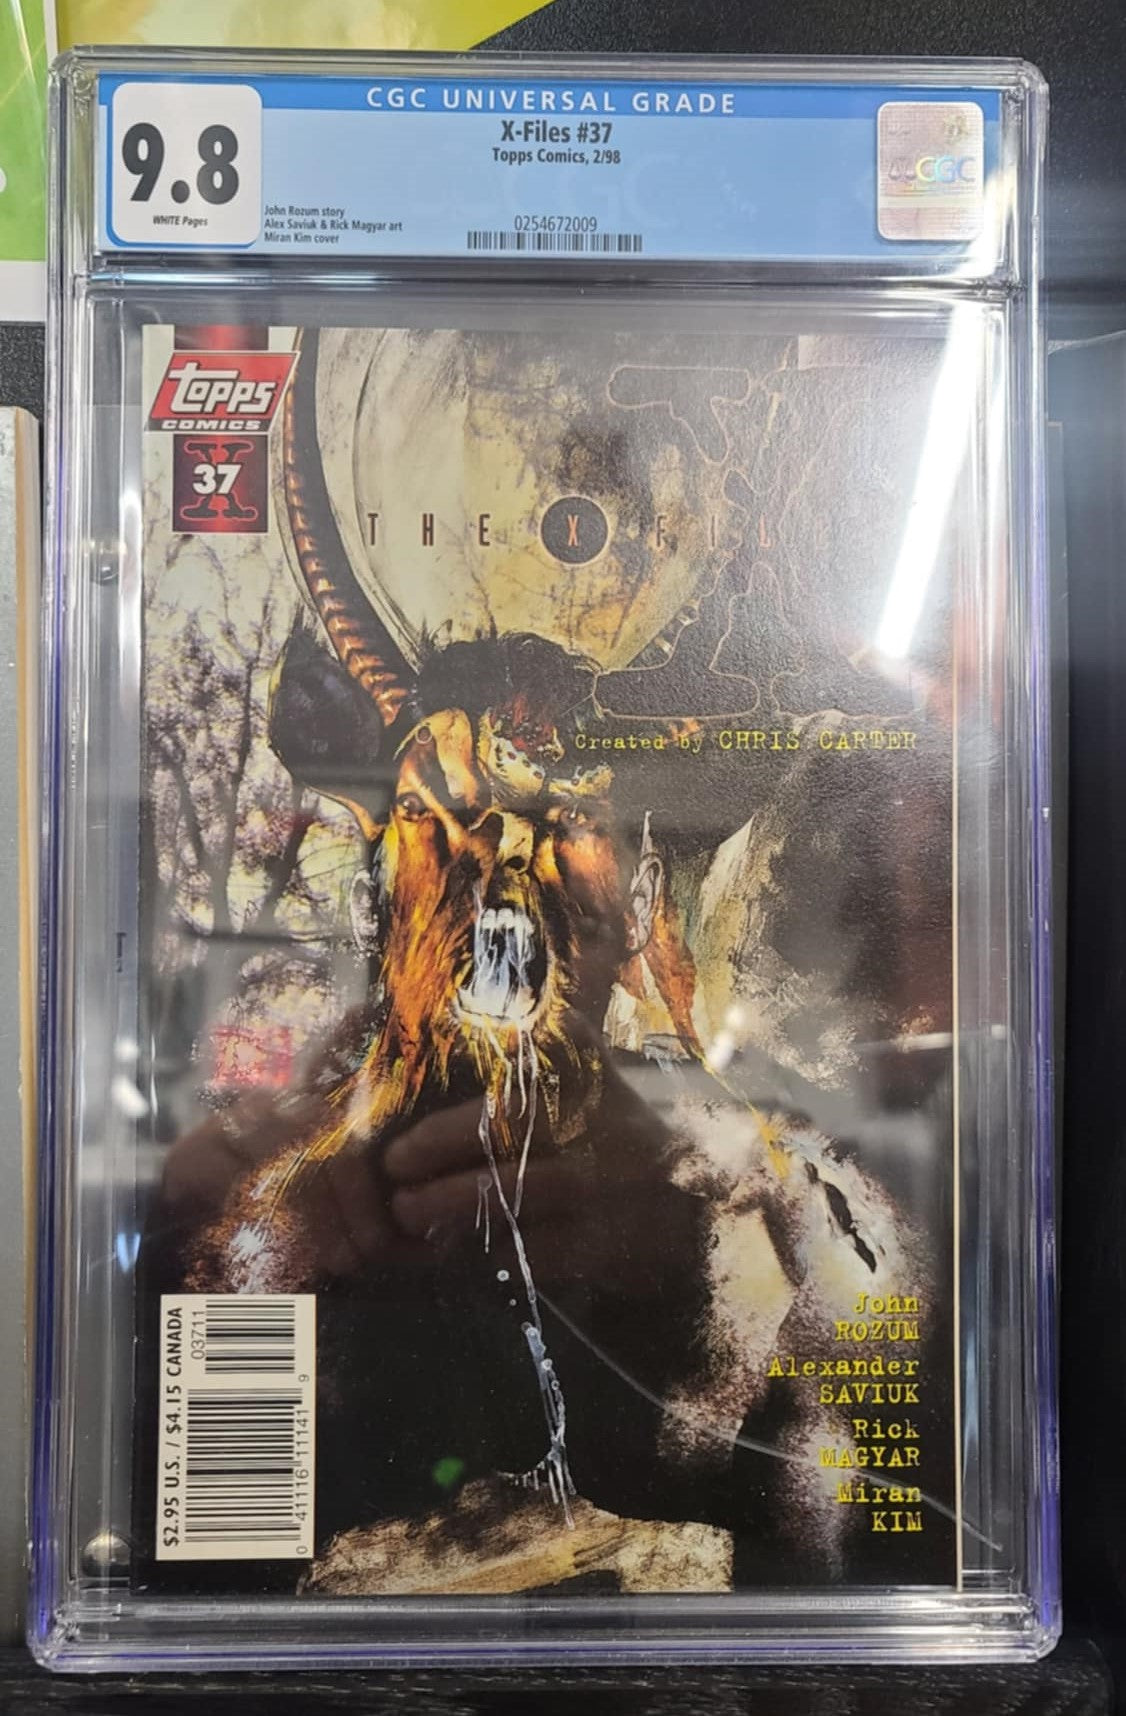 CGC UNIVERSAL GRADE
9.8
WHITE Pages
X-Files #37
Topps Comics, 2/98
John Rozum story
Alex Saviuk & Rick Magyar art
Miran Kim cover
0254672009
CGC
topps
COMICS
37
THE X FIL
Created by CHRIS CARTER
John
ROZUM
Alexander
SAVIUK
Rick
MAGYAR
Miran
KIM
$2.95 U.S. / $4.15 CANADA
03711
0 41116 11141 9